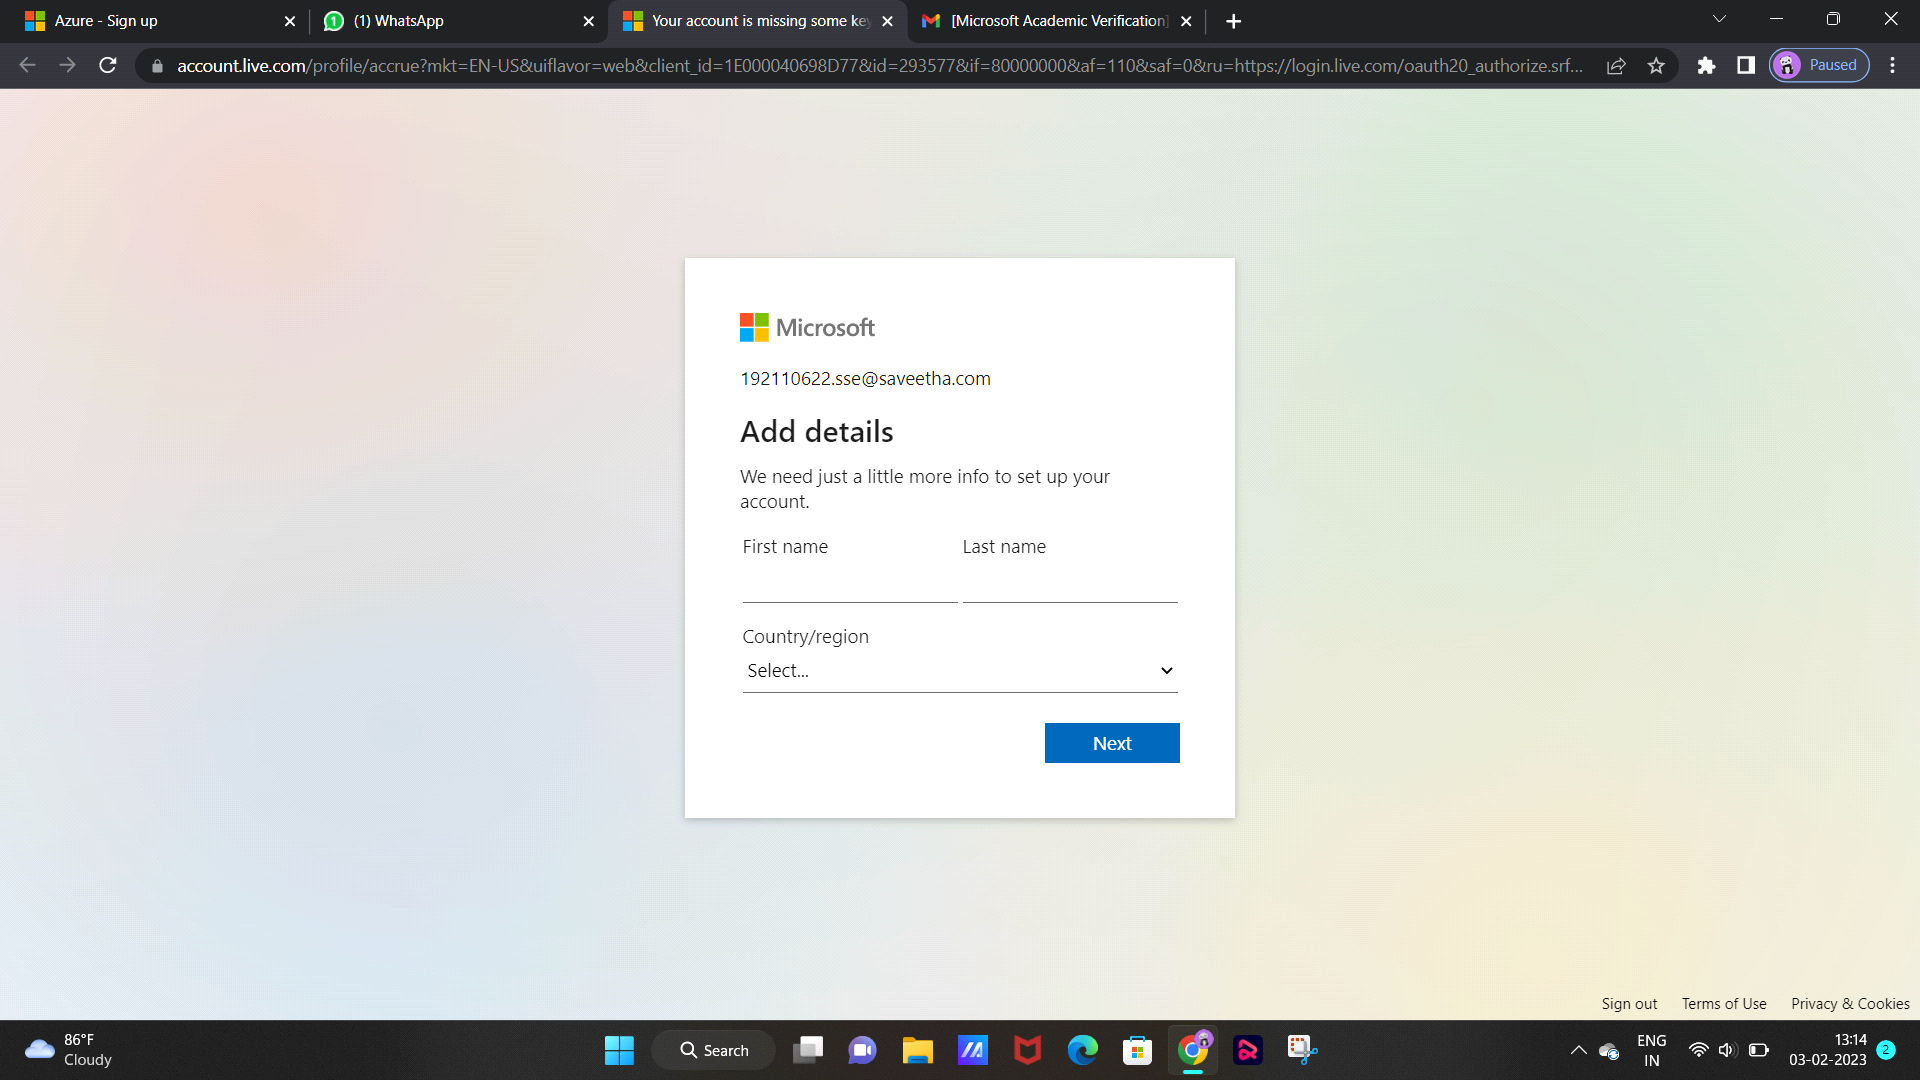 Azure - Sign up
1
(1) WhatsApp
Your account is missing some key
[Microsoft Academic Verification]
account.live.com/profile/accrue?mkt=EN-US&uiflavor=web&client_id=1E000040698D77&id=293577&if=80000000&af=110&saf=0&ru=https://login.live.com/oauth20_authorize.srf...
Paused
Microsoft
192110622.sse@saveetha.com
Add details
We need just a little more info to set up your
account.
First name
Last name
Country/region
Select...
Next
Sign out
Terms of Use
Privacy & Cookies
86°F
Cloudy
Search
ENG
IN
13:14
03-02-2023
2